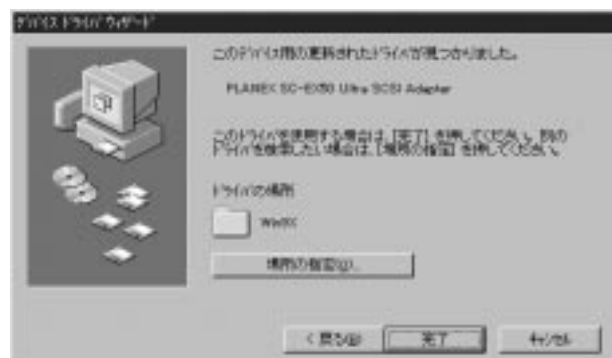 デバイス ドライバ ウィザード
このデバイス用の更新されたドライバが見つかりました。
PLANEX SC-EX50 Ultra SCSI Adapter
このドライバを使用する場合は、[完了] を押してください。別の
ドライバを検索したい場合は、[場所の指定] を押してください。
ドライバの場所
Win9X
場所の指定(O)...
< 戻る(B)
完了
キャンセル